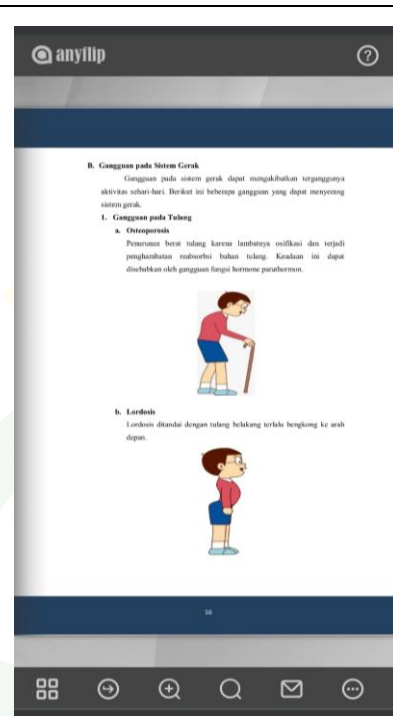 anyflip
?
B. Gangguan pada Sistem Gerak
Gangguan pada sistem gerak dapat mengakibatkan terganggunya
aktivitas sehari-hari. Berikut ini beberapa gangguan yang dapat menyerang
sistem gerak.
1. Gangguan pada Tulang
a. Osteoporosis
Penurunan berat tulang karena lambatnya osifikasi dan terjadi
penghambatan reabsorbsi bahan tulang. Keadaan ini dapat
disebabkan oleh gangguan fungsi hormone parathormon.
b. Lordosis
Lordosis ditandai dengan tulang belakang terlalu bengkong ke arah
depan.
16